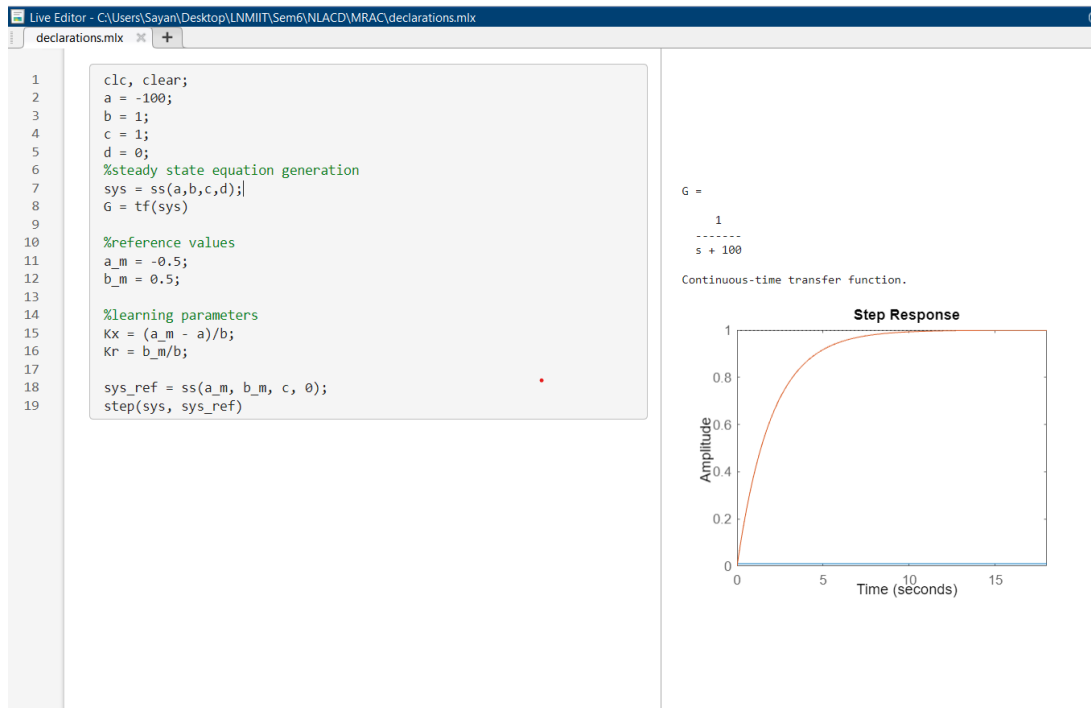 Live Editor - C:\Users\Sayan\Desktop\LNMIIT\Sem6\NLACD\MRAC\declarations.mlx
declarations.mlx
1 clc, clear;
2 a = -100;
3 b = 1;
4 c = 1;
5 d = 0;
6 %steady state equation generation
7 sys = ss(a,b,c,d);
8 G = tf(sys)
9
10 %reference values
11 a_m = -0.5;
12 b_m = 0.5;
13
14 %learning parameters
15 Kx = (a_m - a)/b;
16 Kr = b_m/b;
17
18 sys_ref = ss(a_m, b_m, c, 0);
19 step(sys, sys_ref)
G =
1
-------
s + 100
Continuous-time transfer function.
Step Response
1
0.8
0.6
0.4
0.2
0
Amplitude
0 5 10 15
Time (seconds)